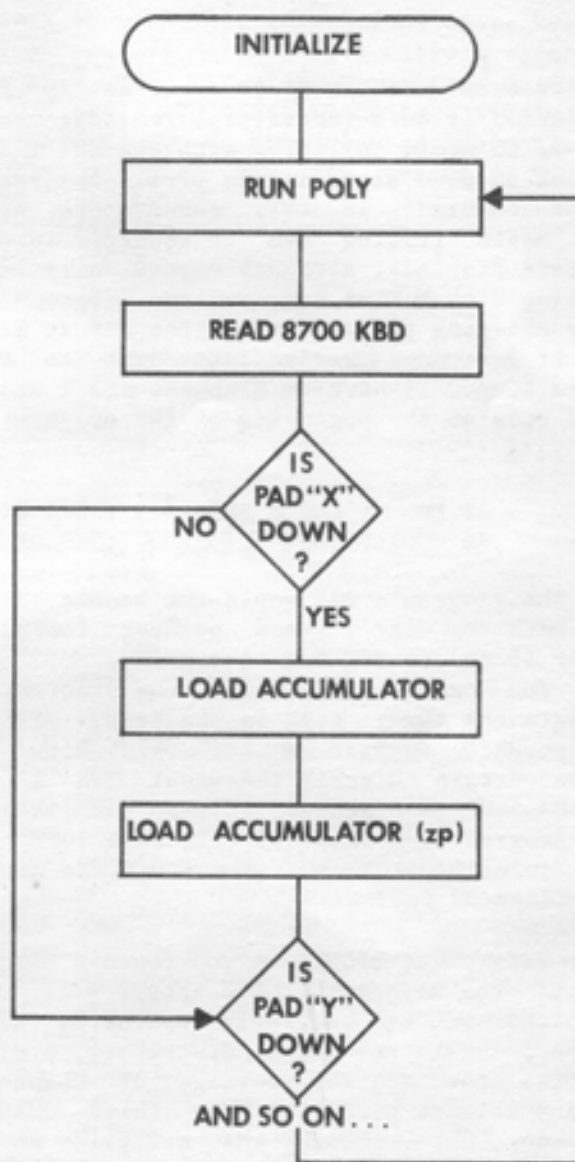 INITIALIZE
RUN POLY
READ 8700 KBD
IS
PAD "X"
DOWN
?
NO
YES
LOAD ACCUMULATOR
LOAD ACCUMULATOR (zp)
IS
PAD "Y"
DOWN
?
AND SO ON...